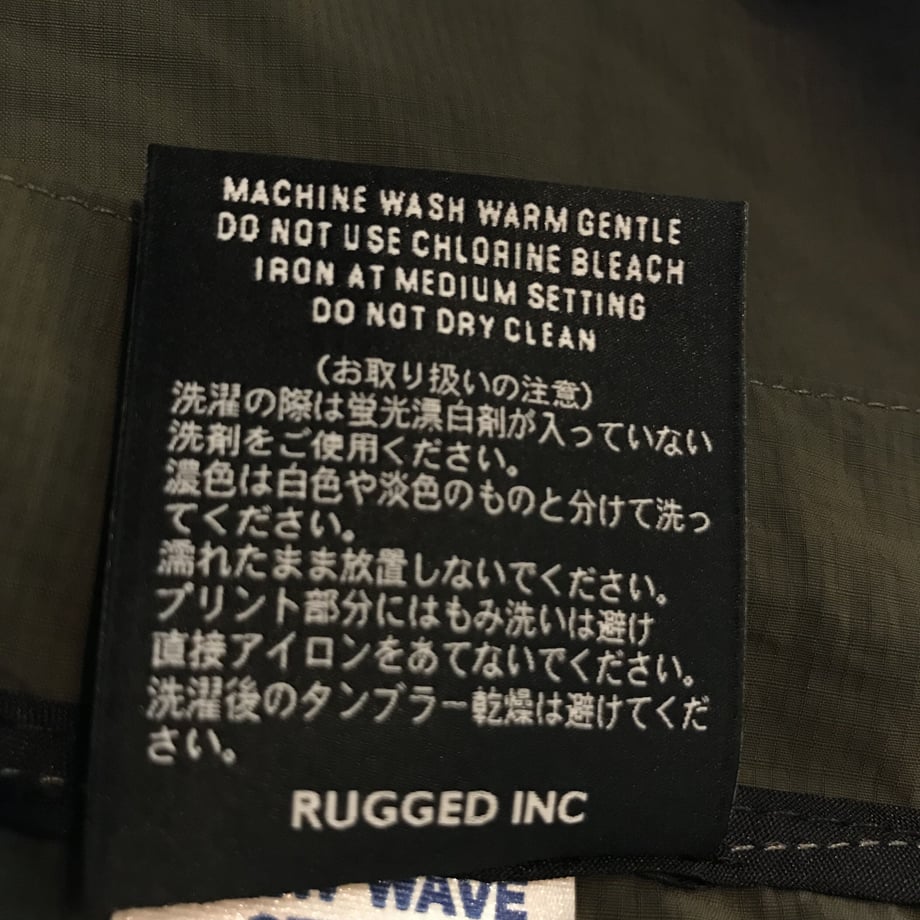 MACHINE WASH WARM GENTLE
DO NOT USE CHLORINE BLEACH
IRON AT MEDIUM SETTING
DO NOT DRY CLEAN
(お取り扱いの注意)
洗濯の際は蛍光漂白剤が入っていない
洗剤をご使用ください。
濃色は白色や淡色のものと分けて洗っ
てください。
濡れたまま放置しないでください。
プリント部分にはもみ洗いは避け
直接アイロンをあてないでください。
洗濯後のタンブラー乾燥は避けてくだ
さい。
RUGGED INC
WAVE